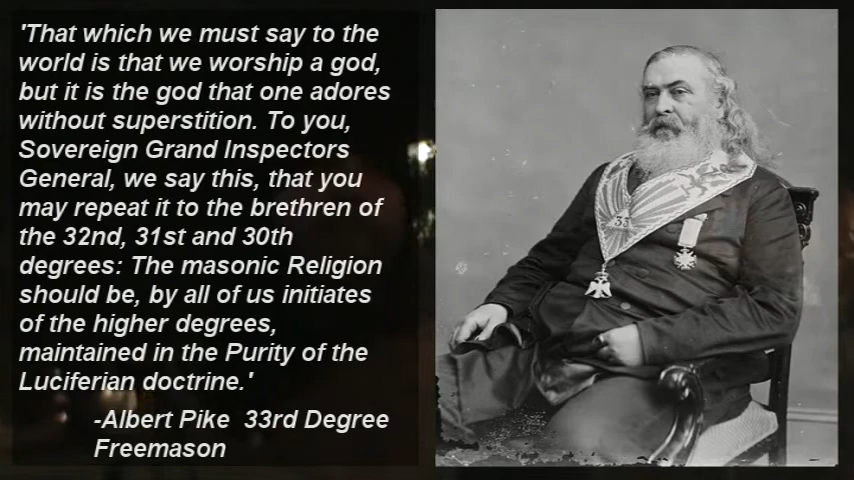 'That which we must say to the
world is that we worship a god,
but it is the god that one adores
without superstition. To you,
Sovereign Grand Inspectors
General, we say this, that you
may repeat it to the brethren of
the 32nd, 31st and 30th
degrees: The masonic Religion
should be, by all of us initiates
of the higher degrees,
maintained in the Purity of the
Luciferian doctrine.'
-Albert Pike 33rd Degree
Freemason
33